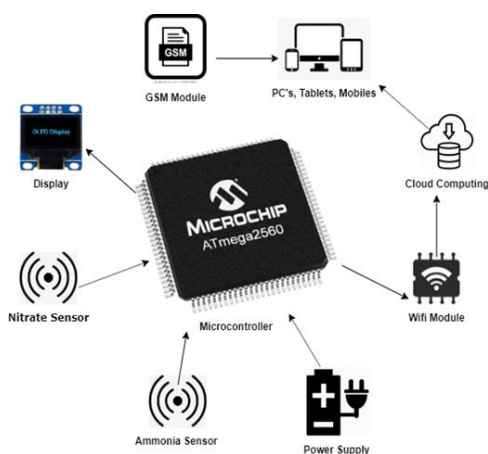 GSM
GSM Module
PC's, Tablets, Mobiles
OLED Display
Display
Cloud Computing
MICROCHIP
ATmega2560
Nitrate Sensor
Wifi Module
Microcontroller
Ammonia Sensor
Power Supply